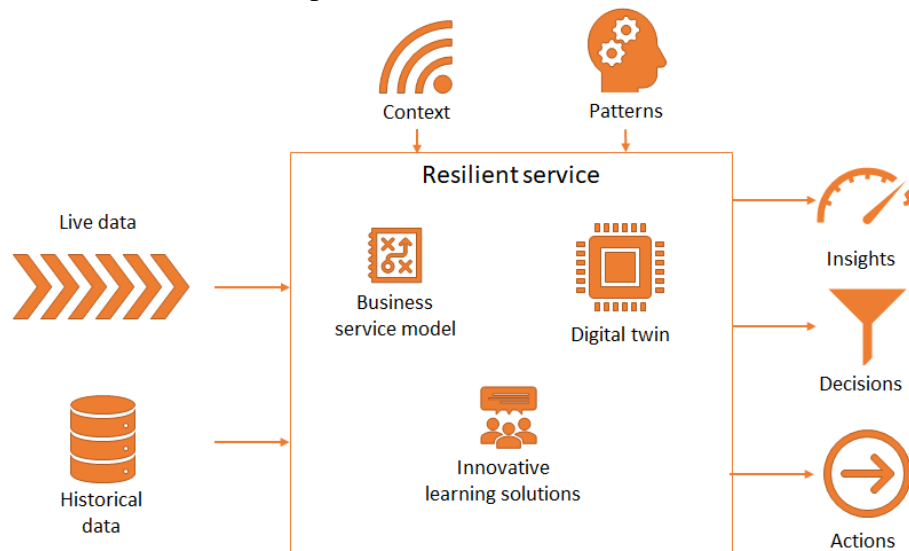 Context
Patterns
Resilient service
Live data
Business
service model
Digital twin
Insights
Decisions
Historical
data
Innovative
learning solutions
Actions